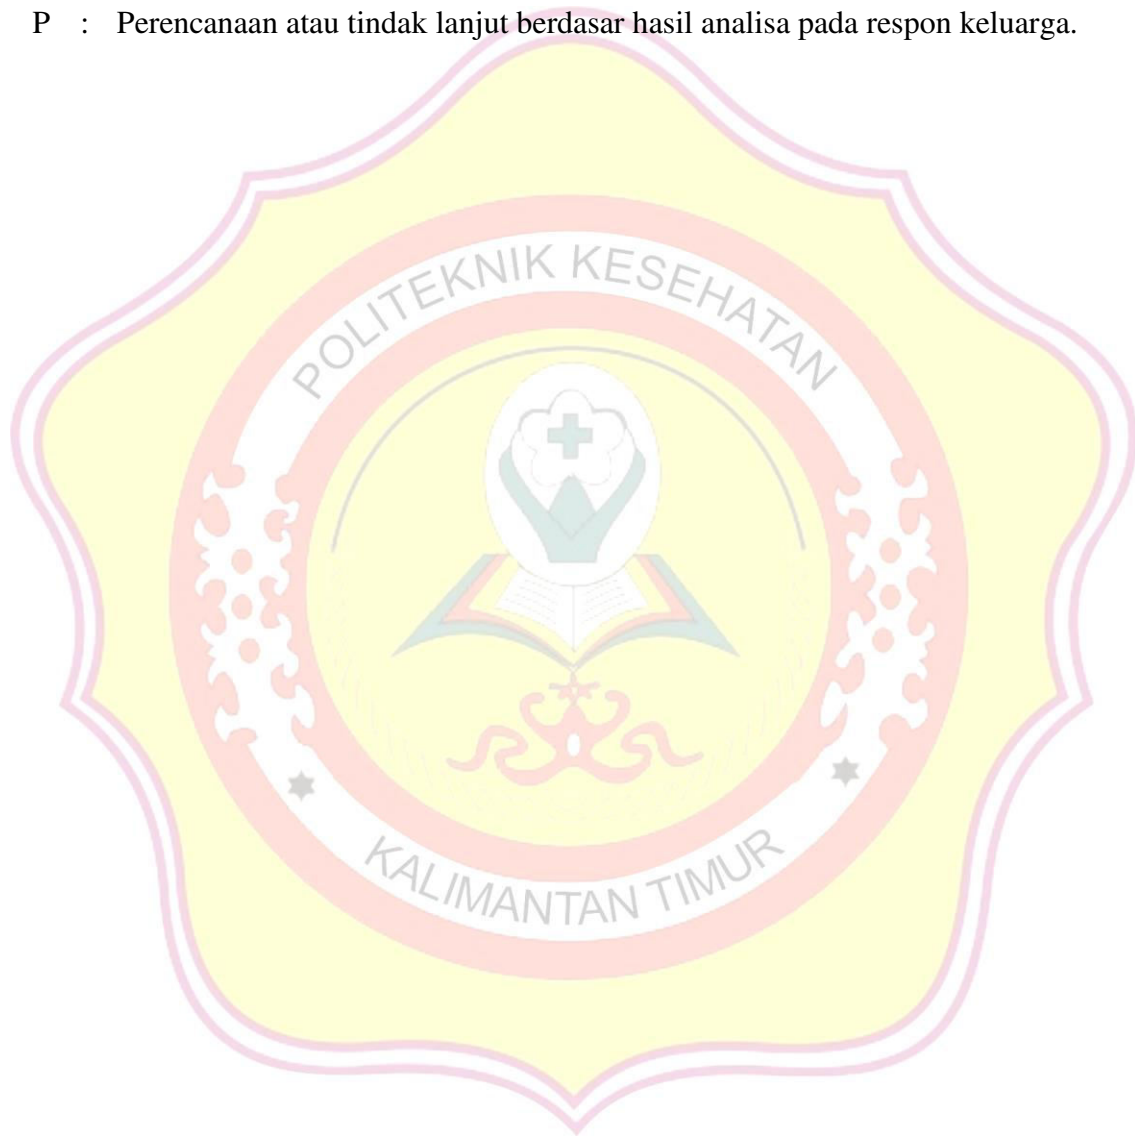 P : Perencanaan atau tindak lanjut berdasar hasil analisa pada respon keluarga.
POLITEKNIK KESEHATAN
KALIMANTAN TIMUR